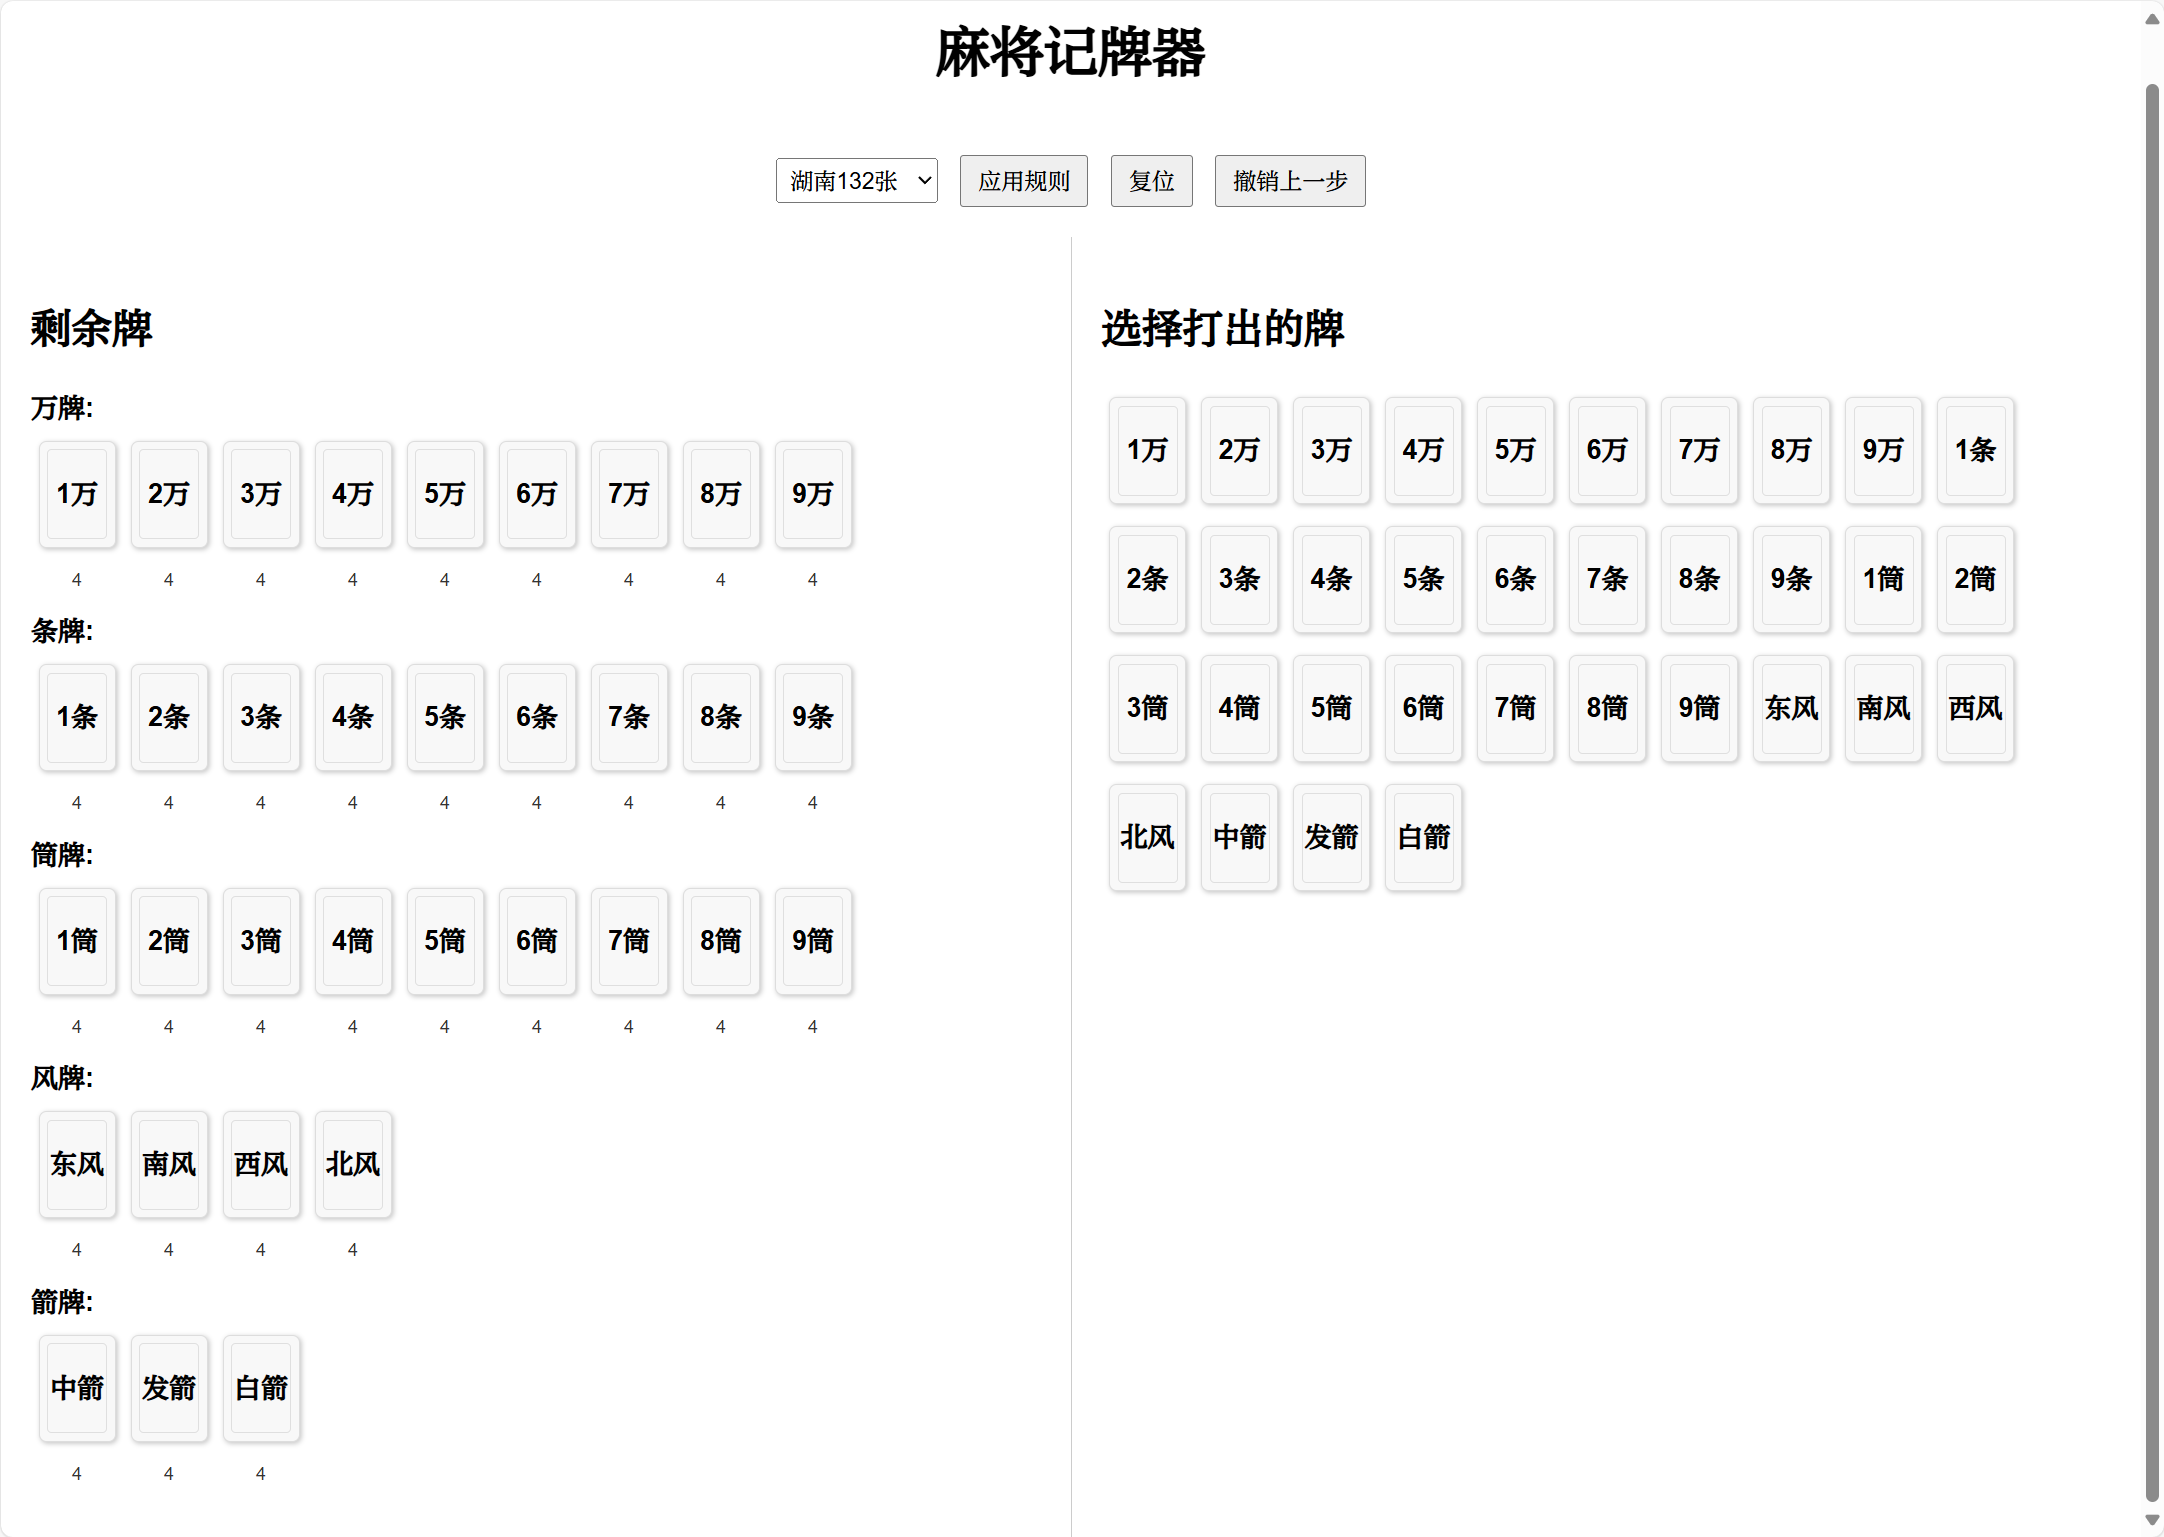 麻将记牌器
湖南132张 应用规则 复位 撤销上一步
剩余牌
万牌:
1万 2万 3万 4万 5万 6万 7万 8万 9万
4 4 4 4 4 4 4 4 4
条牌:
1条 2条 3条 4条 5条 6条 7条 8条 9条
4 4 4 4 4 4 4 4 4
筒牌:
1筒 2筒 3筒 4筒 5筒 6筒 7筒 8筒 9筒
4 4 4 4 4 4 4 4 4
风牌:
东风 南风 西风 北风
4 4 4 4
箭牌:
中箭 发箭 白箭
4 4 4
选择打出的牌
1万 2万 3万 4万 5万 6万 7万 8万 9万 1条
2条 3条 4条 5条 6条 7条 8条 9条 1筒 2筒
3筒 4筒 5筒 6筒 7筒 8筒 9筒 东风 南风 西风
北风 中箭 发箭 白箭